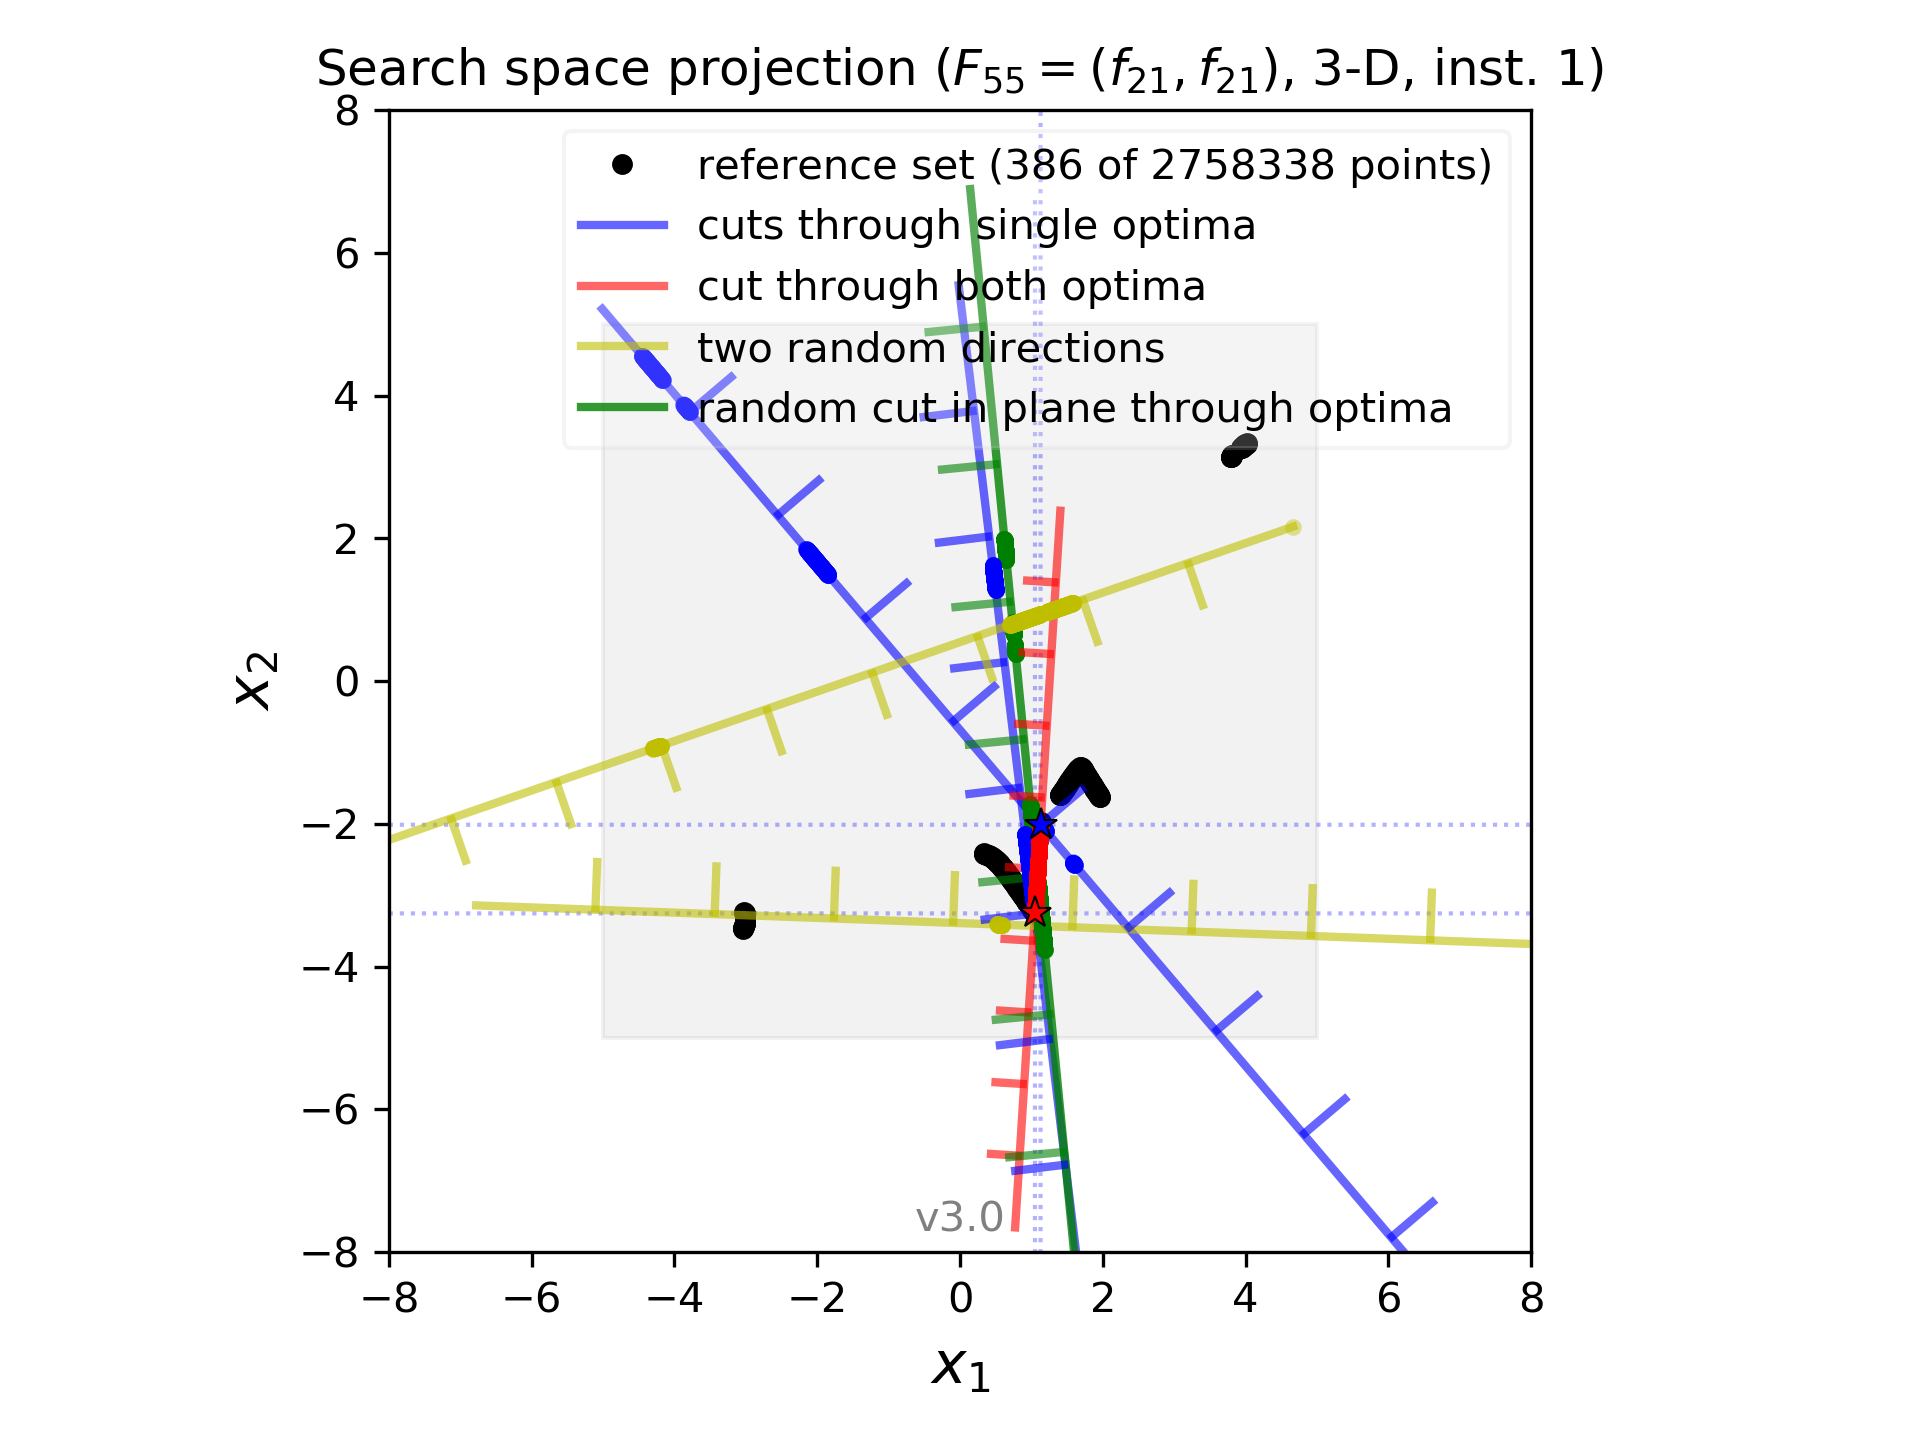 Search space projection (F₅₅ = (f₂₁, f₂₁), 3-D, inst. 1)
reference set (386 of 2758338 points)
cuts through single optima
cut through both optima
two random directions
random cut in plane through optima
8
6
4
2
0
−2
−4
−6
−8
x₂
v3.0
−8 −6 −4 −2 0 2 4 6 8
x₁